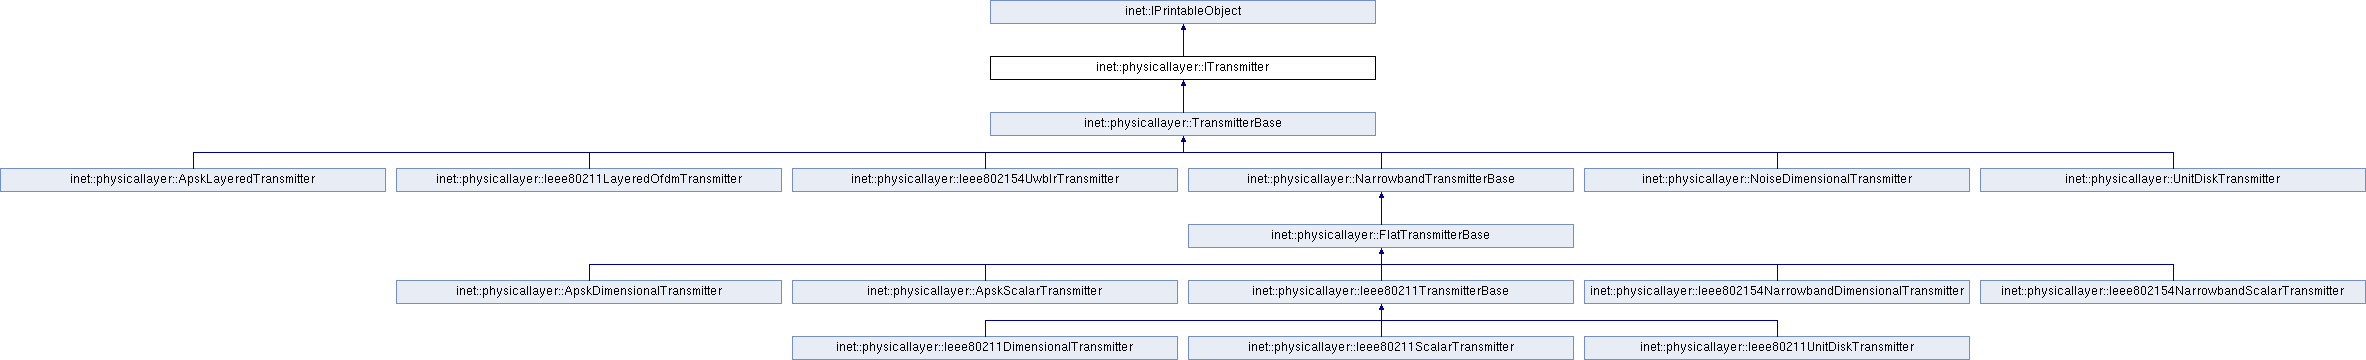 inet::IPrintableObject
inet::physicallayer::ITransmitter
inet::physicallayer::TransmitterBase
inet::physicallayer::ApskLayeredTransmitter
inet::physicallayer::Ieee80211LayeredOfdmTransmitter
inet::physicallayer::Ieee802154UwbIrTransmitter
inet::physicallayer::NarrowbandTransmitterBase
inet::physicallayer::NoiseDimensionalTransmitter
inet::physicallayer::UnitDiskTransmitter
inet::physicallayer::FlatTransmitterBase
inet::physicallayer::ApskDimensionalTransmitter
inet::physicallayer::ApskScalarTransmitter
inet::physicallayer::Ieee80211TransmitterBase
inet::physicallayer::Ieee802154NarrowbandDimensionalTransmitter
inet::physicallayer::Ieee802154NarrowbandScalarTransmitter
inet::physicallayer::Ieee80211DimensionalTransmitter
inet::physicallayer::Ieee80211ScalarTransmitter
inet::physicallayer::Ieee80211UnitDiskTransmitter